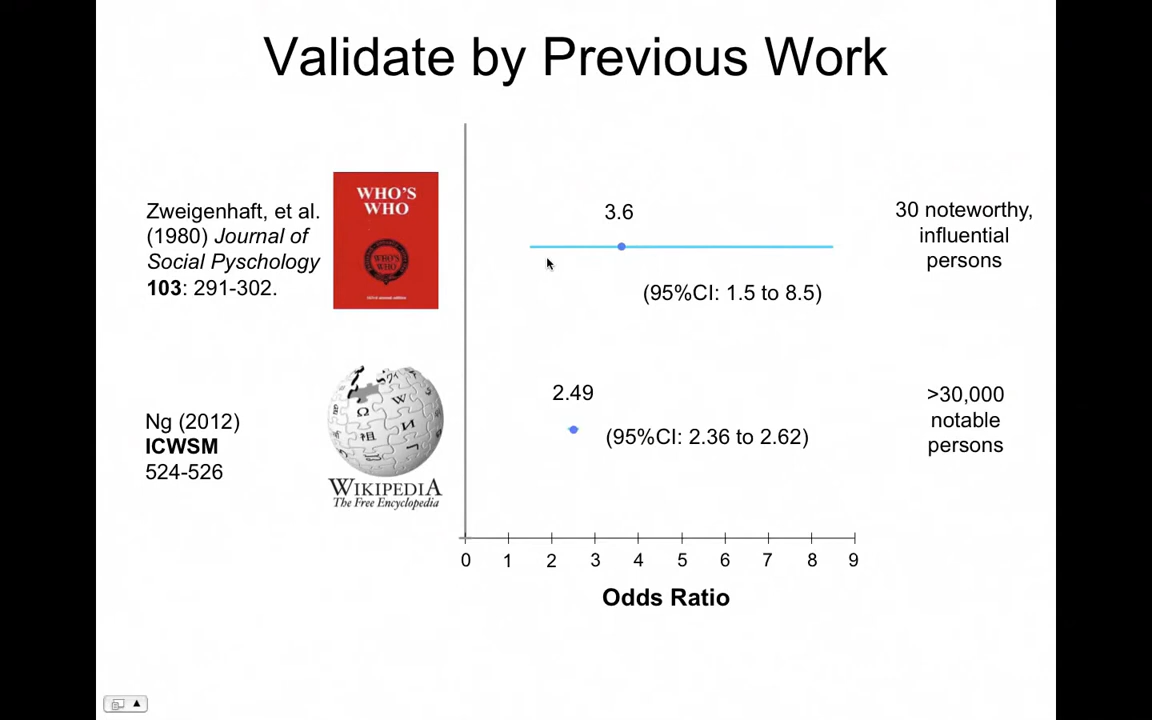 Validate by Previous Work
Zweigenhaft, et al.
(1980) Journal of
Social Pyschology
103: 291-302.
WHO'S
WHO
WHO'S
WHO
3.6
(95%CI: 1.5 to 8.5)
30 noteworthy,
influential
persons
Ng (2012)
ICWSM
524-526
Ω
W
И
WIKIPEDIA
The Free Encyclopedia
2.49
(95%CI: 2.36 to 2.62)
>30,000
notable
persons
0 1 2 3 4 5 6 7 8 9
Odds Ratio